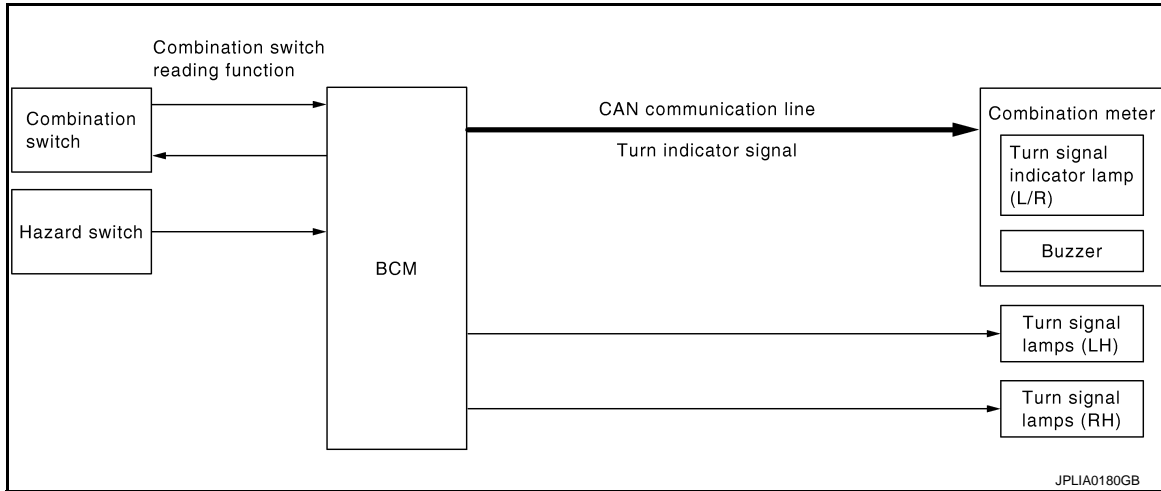 Combination switch
reading function
Combination
switch
Hazard switch
BCM
CAN communication line
Turn indicator signal
Combination meter
Turn signal
indicator lamp
(L/R)
Buzzer
Turn signal
lamps (LH)
Turn signal
lamps (RH)
JPLIA0180GB